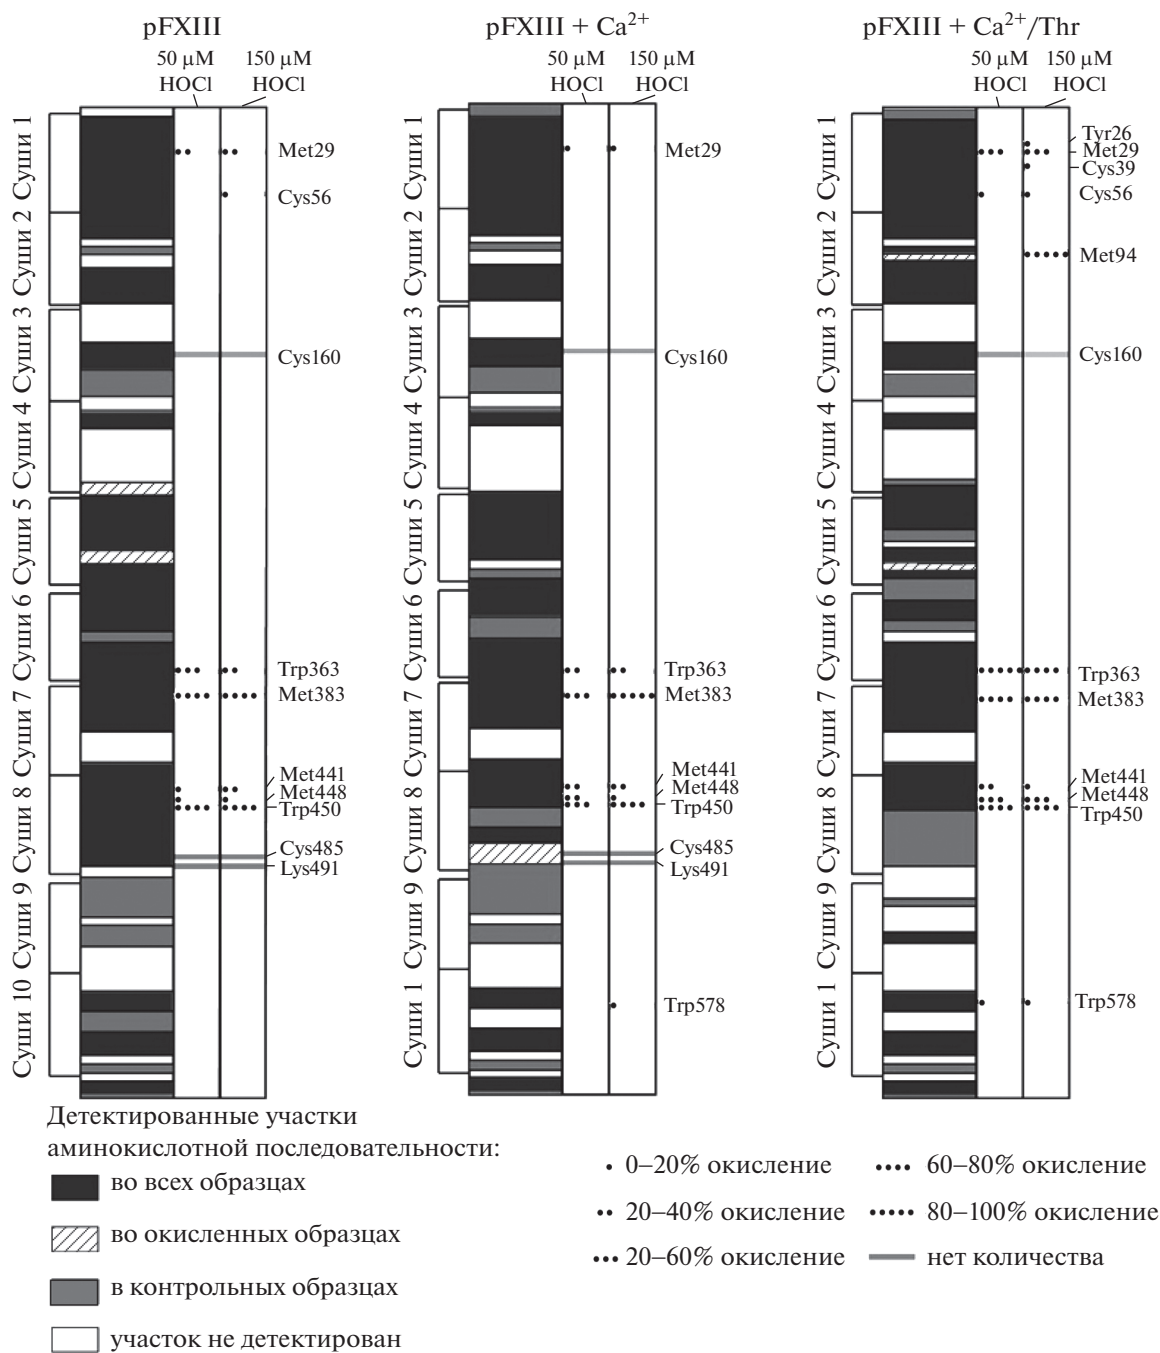 pFXIII
50 μM
HOCl
150 μM
HOCl
Суши 1
Суши 2
Суши 3
Суши 4
Суши 5
Суши 6
Суши 7
Суши 8
Суши 9
Суши 10
Met29
Cys56
Cys160
Trp363
Met383
Met441
Met448
Trp450
Cys485
Lys491
pFXIII + Ca²⁺
50 μM
HOCl
150 μM
HOCl
Суши 1
Суши 2
Суши 3
Суши 4
Суши 5
Суши 6
Суши 7
Суши 8
Суши 9
Суши 1
Met29
Cys160
Trp363
Met383
Met441
Met448
Trp450
Cys485
Lys491
Trp578
pFXIII + Ca²⁺/Thr
50 μM
HOCl
150 μM
HOCl
Суши 1
Суши 2
Суши 3
Суши 4
Суши 5
Суши 6
Суши 7
Суши 8
Суши 9
Суши 1
Tyr26
Met29
Cys39
Cys56
Met94
Cys160
Trp363
Met383
Met441
Met448
Trp450
Trp578
Детектированные участки
аминокислотной последовательности:
во всех образцах
во окисленных образцах
в контрольных образцах
участок не детектирован
0–20% окисление
20–40% окисление
20–60% окисление
60–80% окисление
80–100% окисление
нет количества